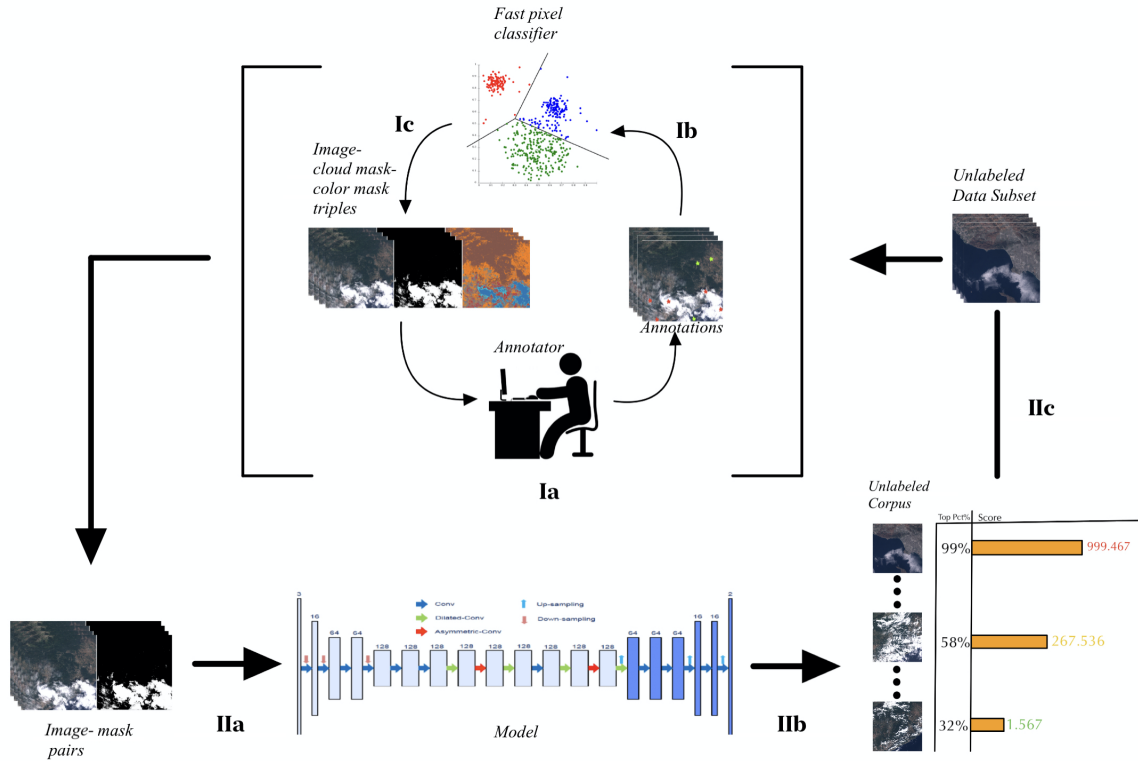 Fast pixel
classifier
Ic
Ib
Image-
cloud mask-
color mask
triples
Unlabeled
Data Subset
Annotations
Annotator
Ia
IIc
Unlabeled
Corpus
Top Pct% Score
99% 999.467
58% 267.536
32% 1.567
3
16
64 64
128 128 128 128 128 128 128 128 128
64 64 64
16 16
2
Conv
Dilated-Conv
Asymmetric-Conv
Up-sampling
Down-sampling
IIa
Model
IIb
Image- mask
pairs